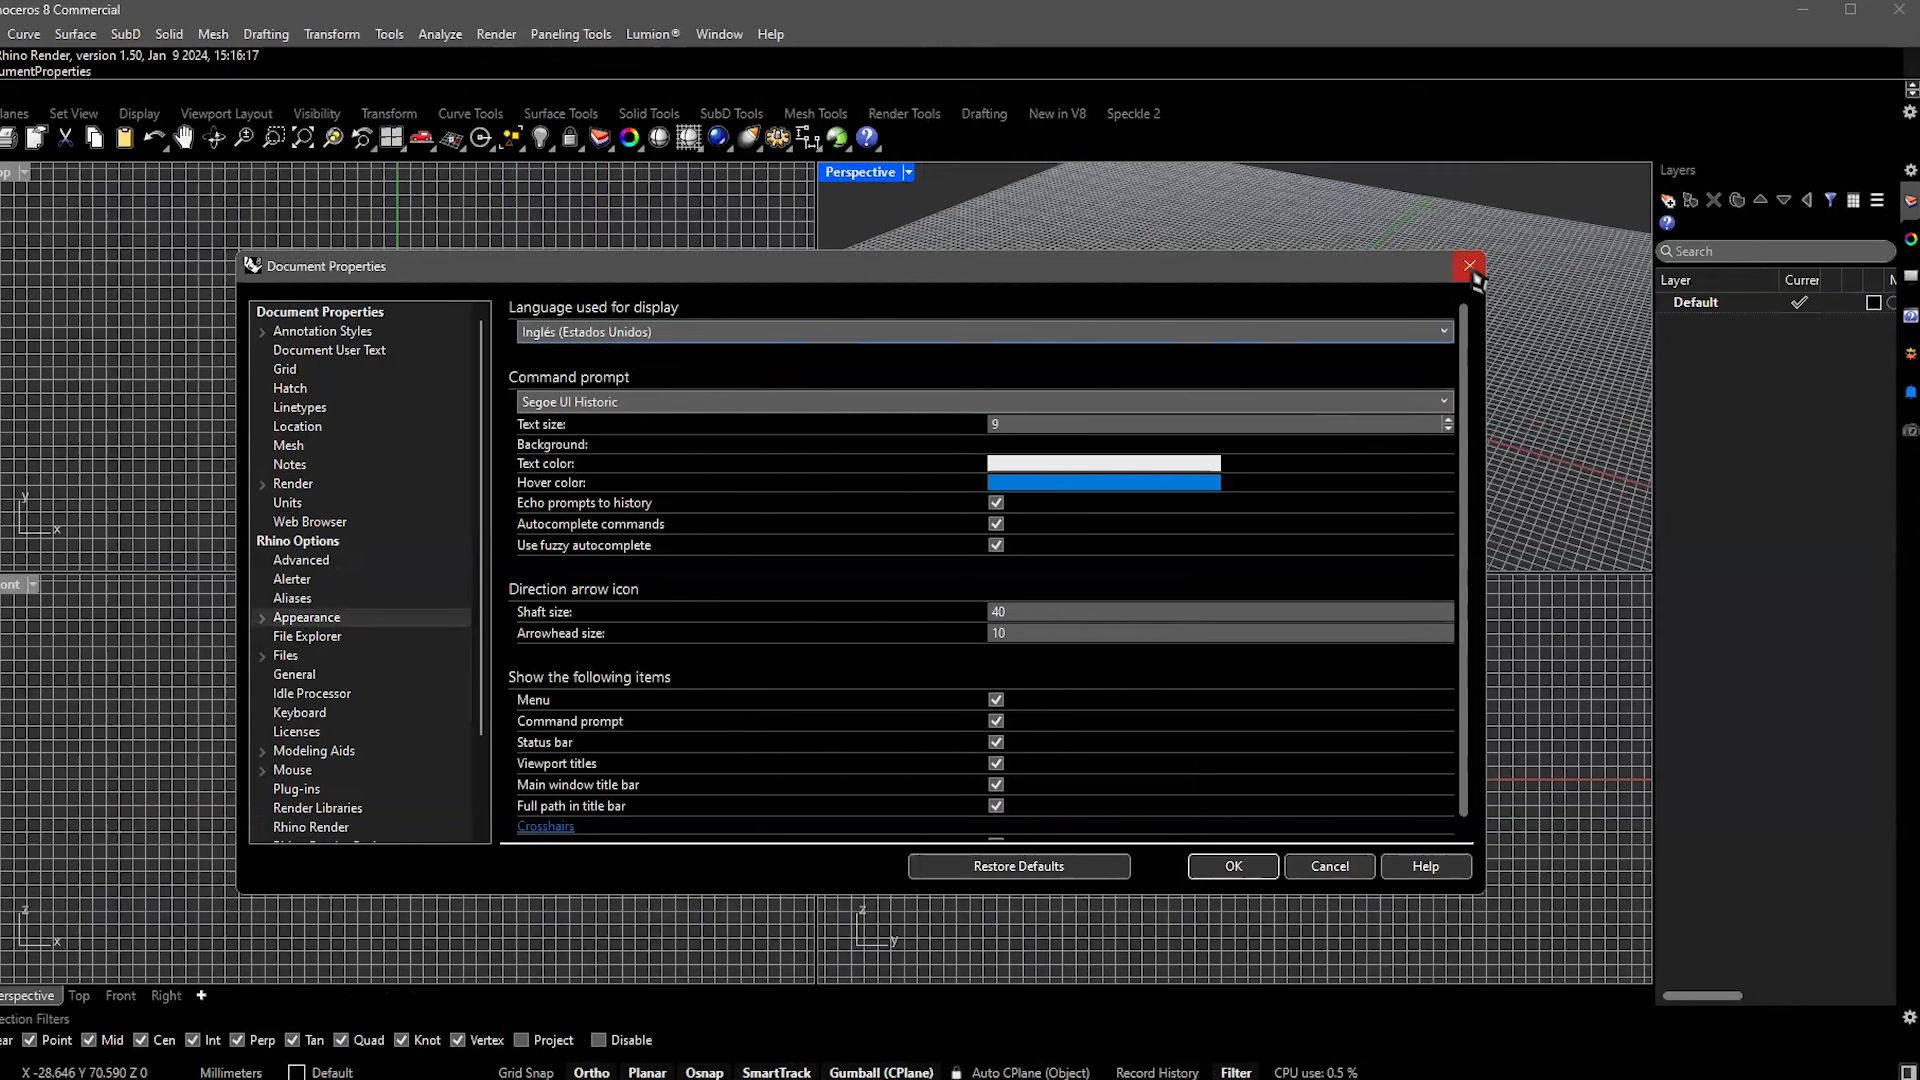 noceros 8 Commercial
Curve Surface SubD Solid Mesh Drafting Transform Tools Analyze Render Paneling Tools Lumion® Window Help
Rhino Render, version 1.50, Jan 9 2024, 15:16:17
umentProperties
lanes Set View Display Viewport Layout Visibility Transform Curve Tools Surface Tools Solid Tools SubD Tools Mesh Tools Render Tools Drafting New in V8 Speckle 2
op
Perspective
Layers
Search
Layer Currer
Default
Document Properties
Document Properties
Annotation Styles
Document User Text
Grid
Hatch
Linetypes
Location
Mesh
Notes
Render
Units
Web Browser
Rhino Options
Advanced
Alerter
Aliases
Appearance
File Explorer
Files
General
Idle Processor
Keyboard
Licenses
Modeling Aids
Mouse
Plug-ins
Render Libraries
Rhino Render
Language used for display
Inglés (Estados Unidos)
Command prompt
Segoe UI Historic
Text size: 9
Background:
Text color:
Hover color:
Echo prompts to history
Autocomplete commands
Use fuzzy autocomplete
Direction arrow icon
Shaft size: 40
Arrowhead size: 10
Show the following items
Menu
Command prompt
Status bar
Viewport titles
Main window title bar
Full path in title bar
Crosshairs
Restore Defaults OK Cancel Help
y
x
ont
z
x
z
y
erspective Top Front Right
ection Filters
ar Point Mid Cen Int Perp Tan Quad Knot Vertex Project Disable
X -28.646 Y 70.590 Z 0 Millimeters Default Grid Snap Ortho Planar Osnap SmartTrack Gumball (CPlane) Auto CPlane (Object) Record History Filter CPU use: 0.5 %